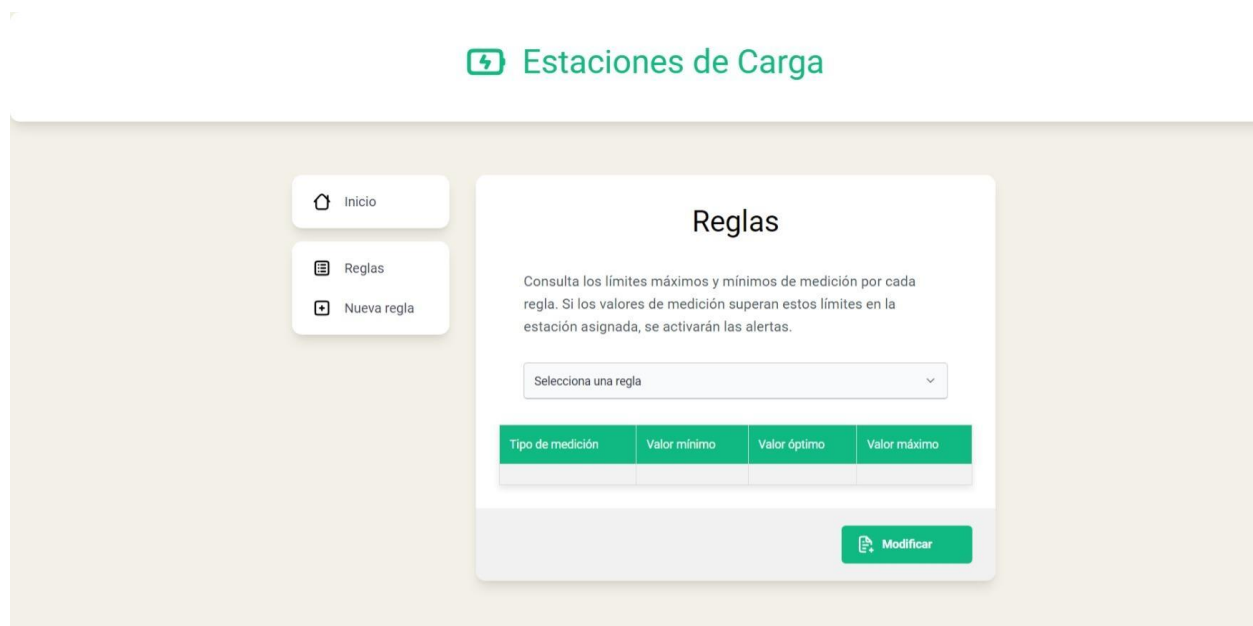 Estaciones de Carga
Inicio
Reglas
Nueva regla
Reglas
Consulta los límites máximos y mínimos de medición por cada
regla. Si los valores de medición superan estos límites en la
estación asignada, se activarán las alertas.
Selecciona una regla
Tipo de medición Valor mínimo Valor óptimo Valor máximo
Modificar